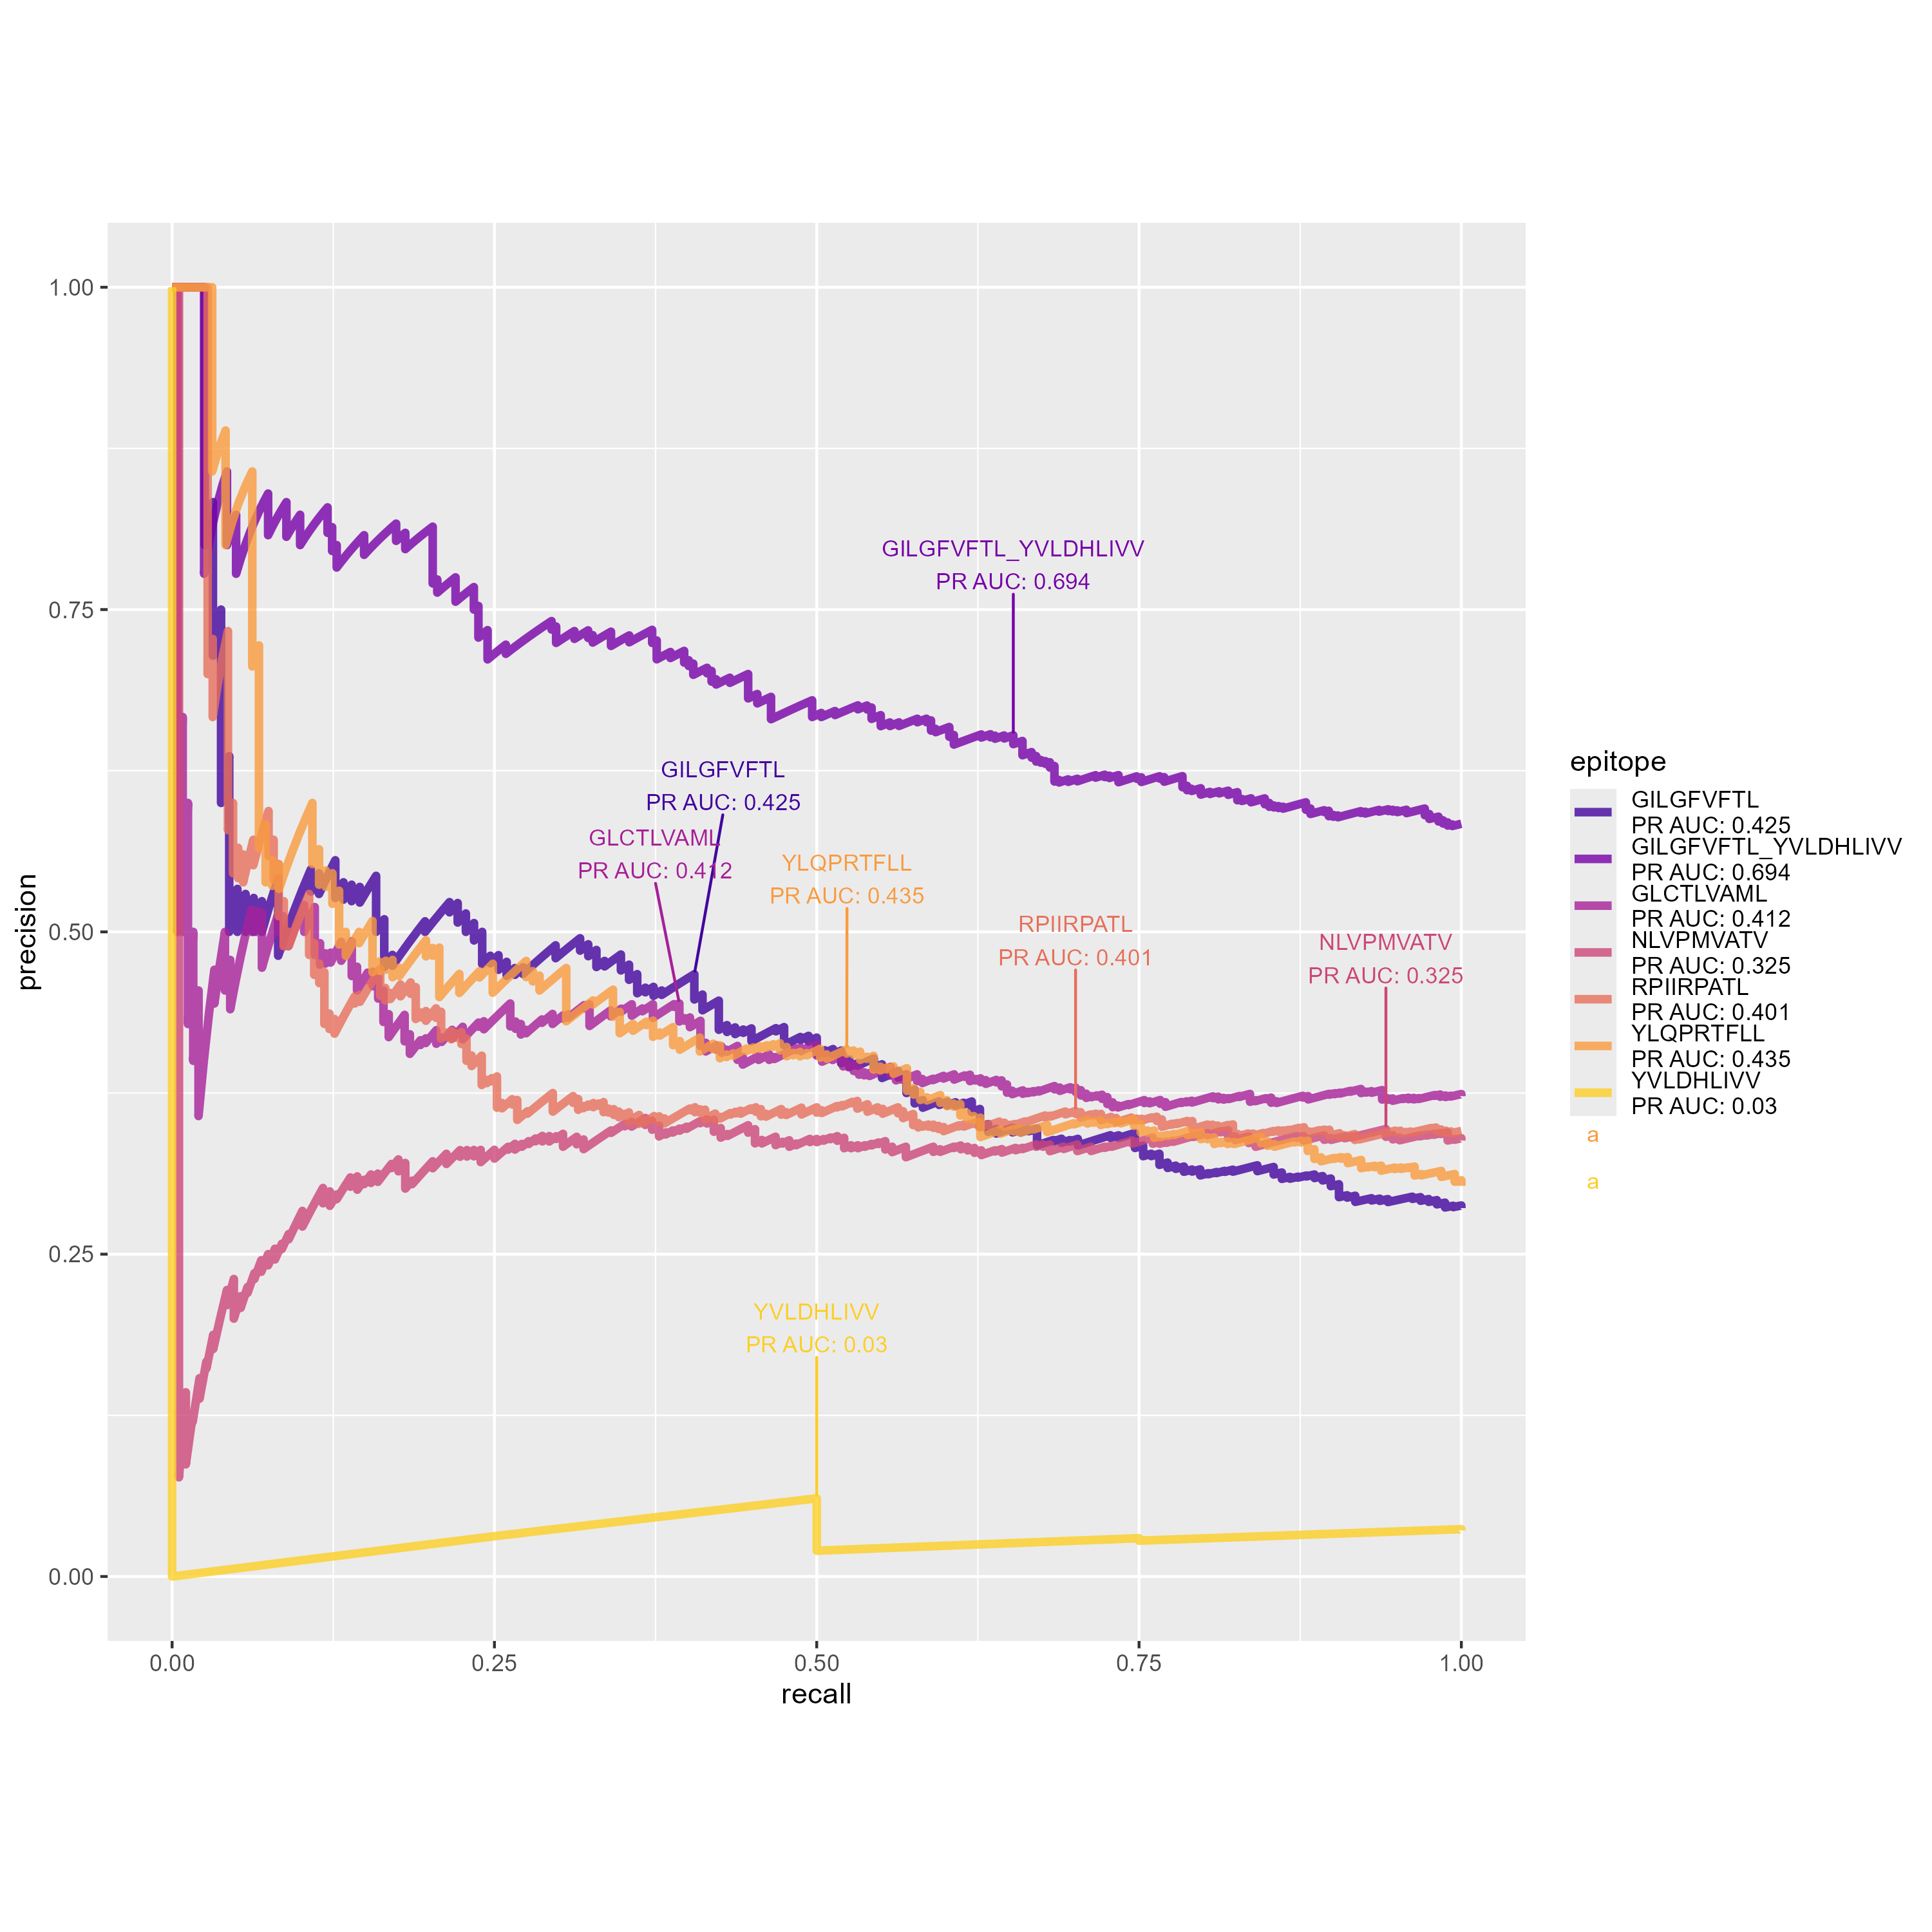 1.00
0.75
0.50
0.25
0.00
precision
GILGFVFTL_YVLDHLIVV
PR AUC: 0.694
GILGFVFTL
PR AUC: 0.425
GLCTLVAML
PR AUC: 0.412
YLQPRTFLL
PR AUC: 0.435
RPIIRPATL
PR AUC: 0.401
NLVPMVATV
PR AUC: 0.325
YVLDHLIVV
PR AUC: 0.03
0.00 0.25 0.50 0.75 1.00
recall
epitope
GILGFVFTL
PR AUC: 0.425
GILGFVFTL_YVLDHLIVV
PR AUC: 0.694
GLCTLVAML
PR AUC: 0.412
NLVPMVATV
PR AUC: 0.325
RPIIRPATL
PR AUC: 0.401
YLQPRTFLL
PR AUC: 0.435
YVLDHLIVV
PR AUC: 0.03
a
a